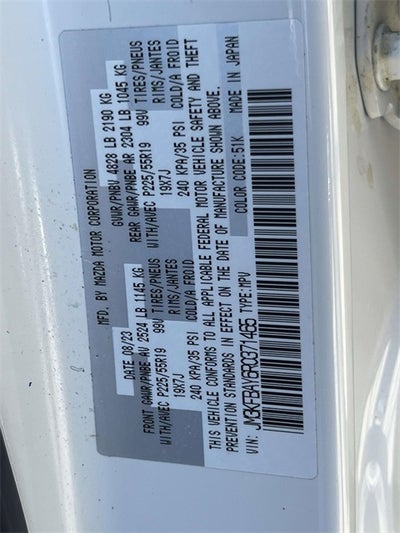 MFD. BY MAZDA MOTOR CORPORATION
DATE 08/23 GVWR/PNBV 4828 LB 2190 KG
FRONT GAWR/PNBE AV 2524 LB 1145 KG REAR GAWR/PNBE AR 2304 LB 1045 KG
WITH/AVEC P225/55R19 99V TIRES/PNEUS WITH/AVEC P225/55R19 99V TIRES/PNEUS
19X7J RIMS/JANTES 19X7J RIMS/JANTES
240 KPA/35 PSI COLD/A FROID 240 KPA/35 PSI COLD/A FROID
THIS VEHICLE CONFORMS TO ALL APPLICABLE FEDERAL MOTOR VEHICLE SAFETY AND THEFT
PREVENTION STANDARDS IN EFFECT ON THE DATE OF MANUFACTURE SHOWN ABOVE.
VIN: JM3KFBAY6R0371465 TYPE:MPV COLOR CODE:51K MADE IN JAPAN